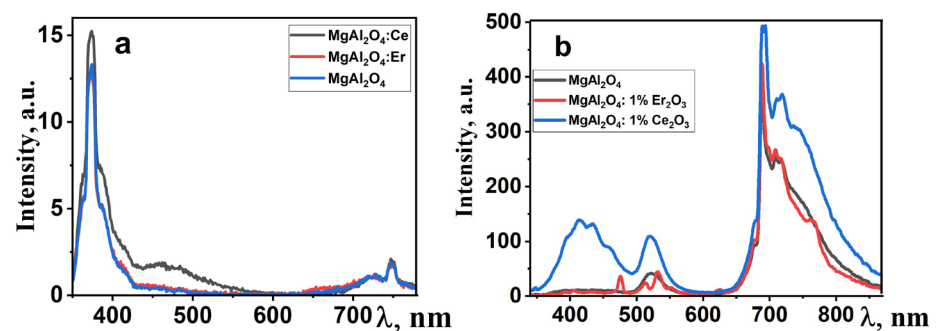 a
MgAl₂O₄:Ce
MgAl₂O₄:Er
MgAl₂O₄
Intensity, a.u.
15
10
5
0
400
500
600
700
λ, nm
b
MgAl₂O₄
MgAl₂O₄: 1% Er₂O₃
MgAl₂O₄: 1% Ce₂O₃
Intensity, a.u.
500
400
300
200
100
0
400
500
600
700
800
λ, nm